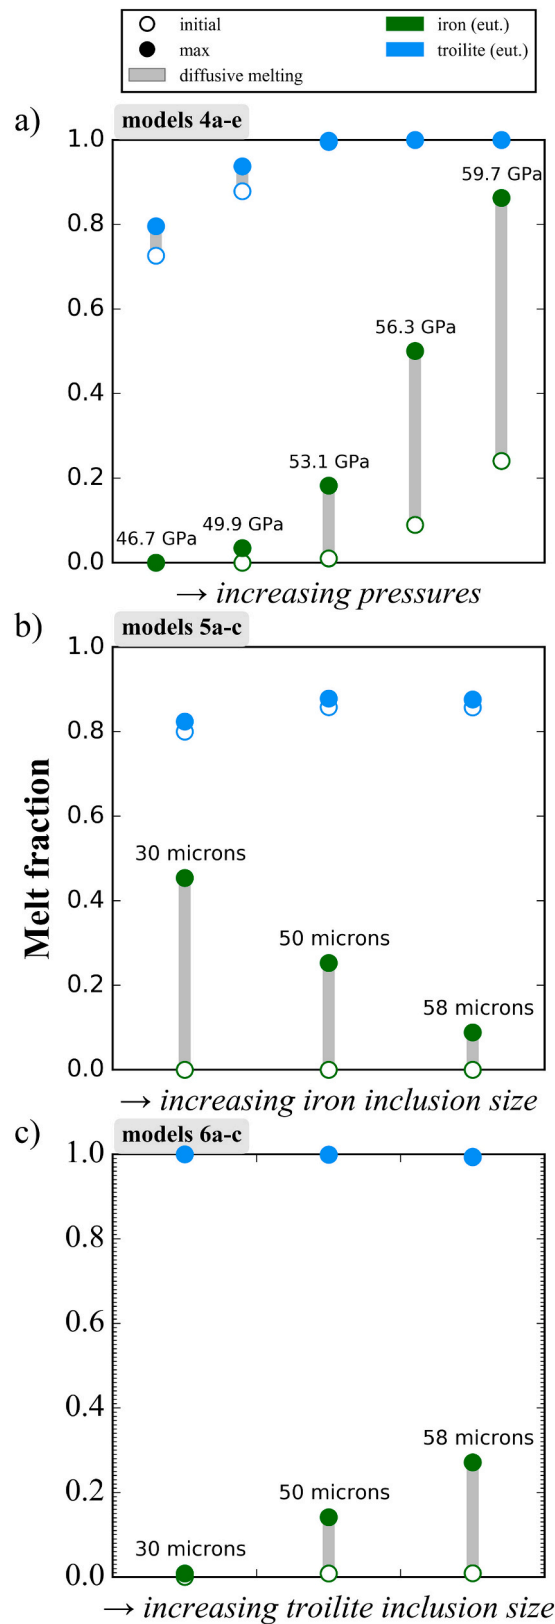 initial
max
diffusive melting
iron (eut.)
troilite (eut.)
a)
models 4a-e
1.0
0.8
0.6
0.4
0.2
0.0
59.7 GPa
56.3 GPa
53.1 GPa
49.9 GPa
46.7 GPa
→ increasing pressures
b)
models 5a-c
Melt fraction
1.0
0.8
0.6
0.4
0.2
0.0
30 microns
50 microns
58 microns
→ increasing iron inclusion size
c)
models 6a-c
1.0
0.8
0.6
0.4
0.2
0.0
58 microns
50 microns
30 microns
→ increasing troilite inclusion size